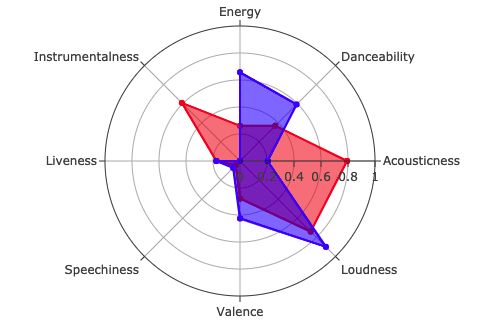 Energy
Instrumentalness Danceability
Liveness Acousticness
0 0.2 0.4 0.6 0.8 1
Speechiness Loudness
Valence